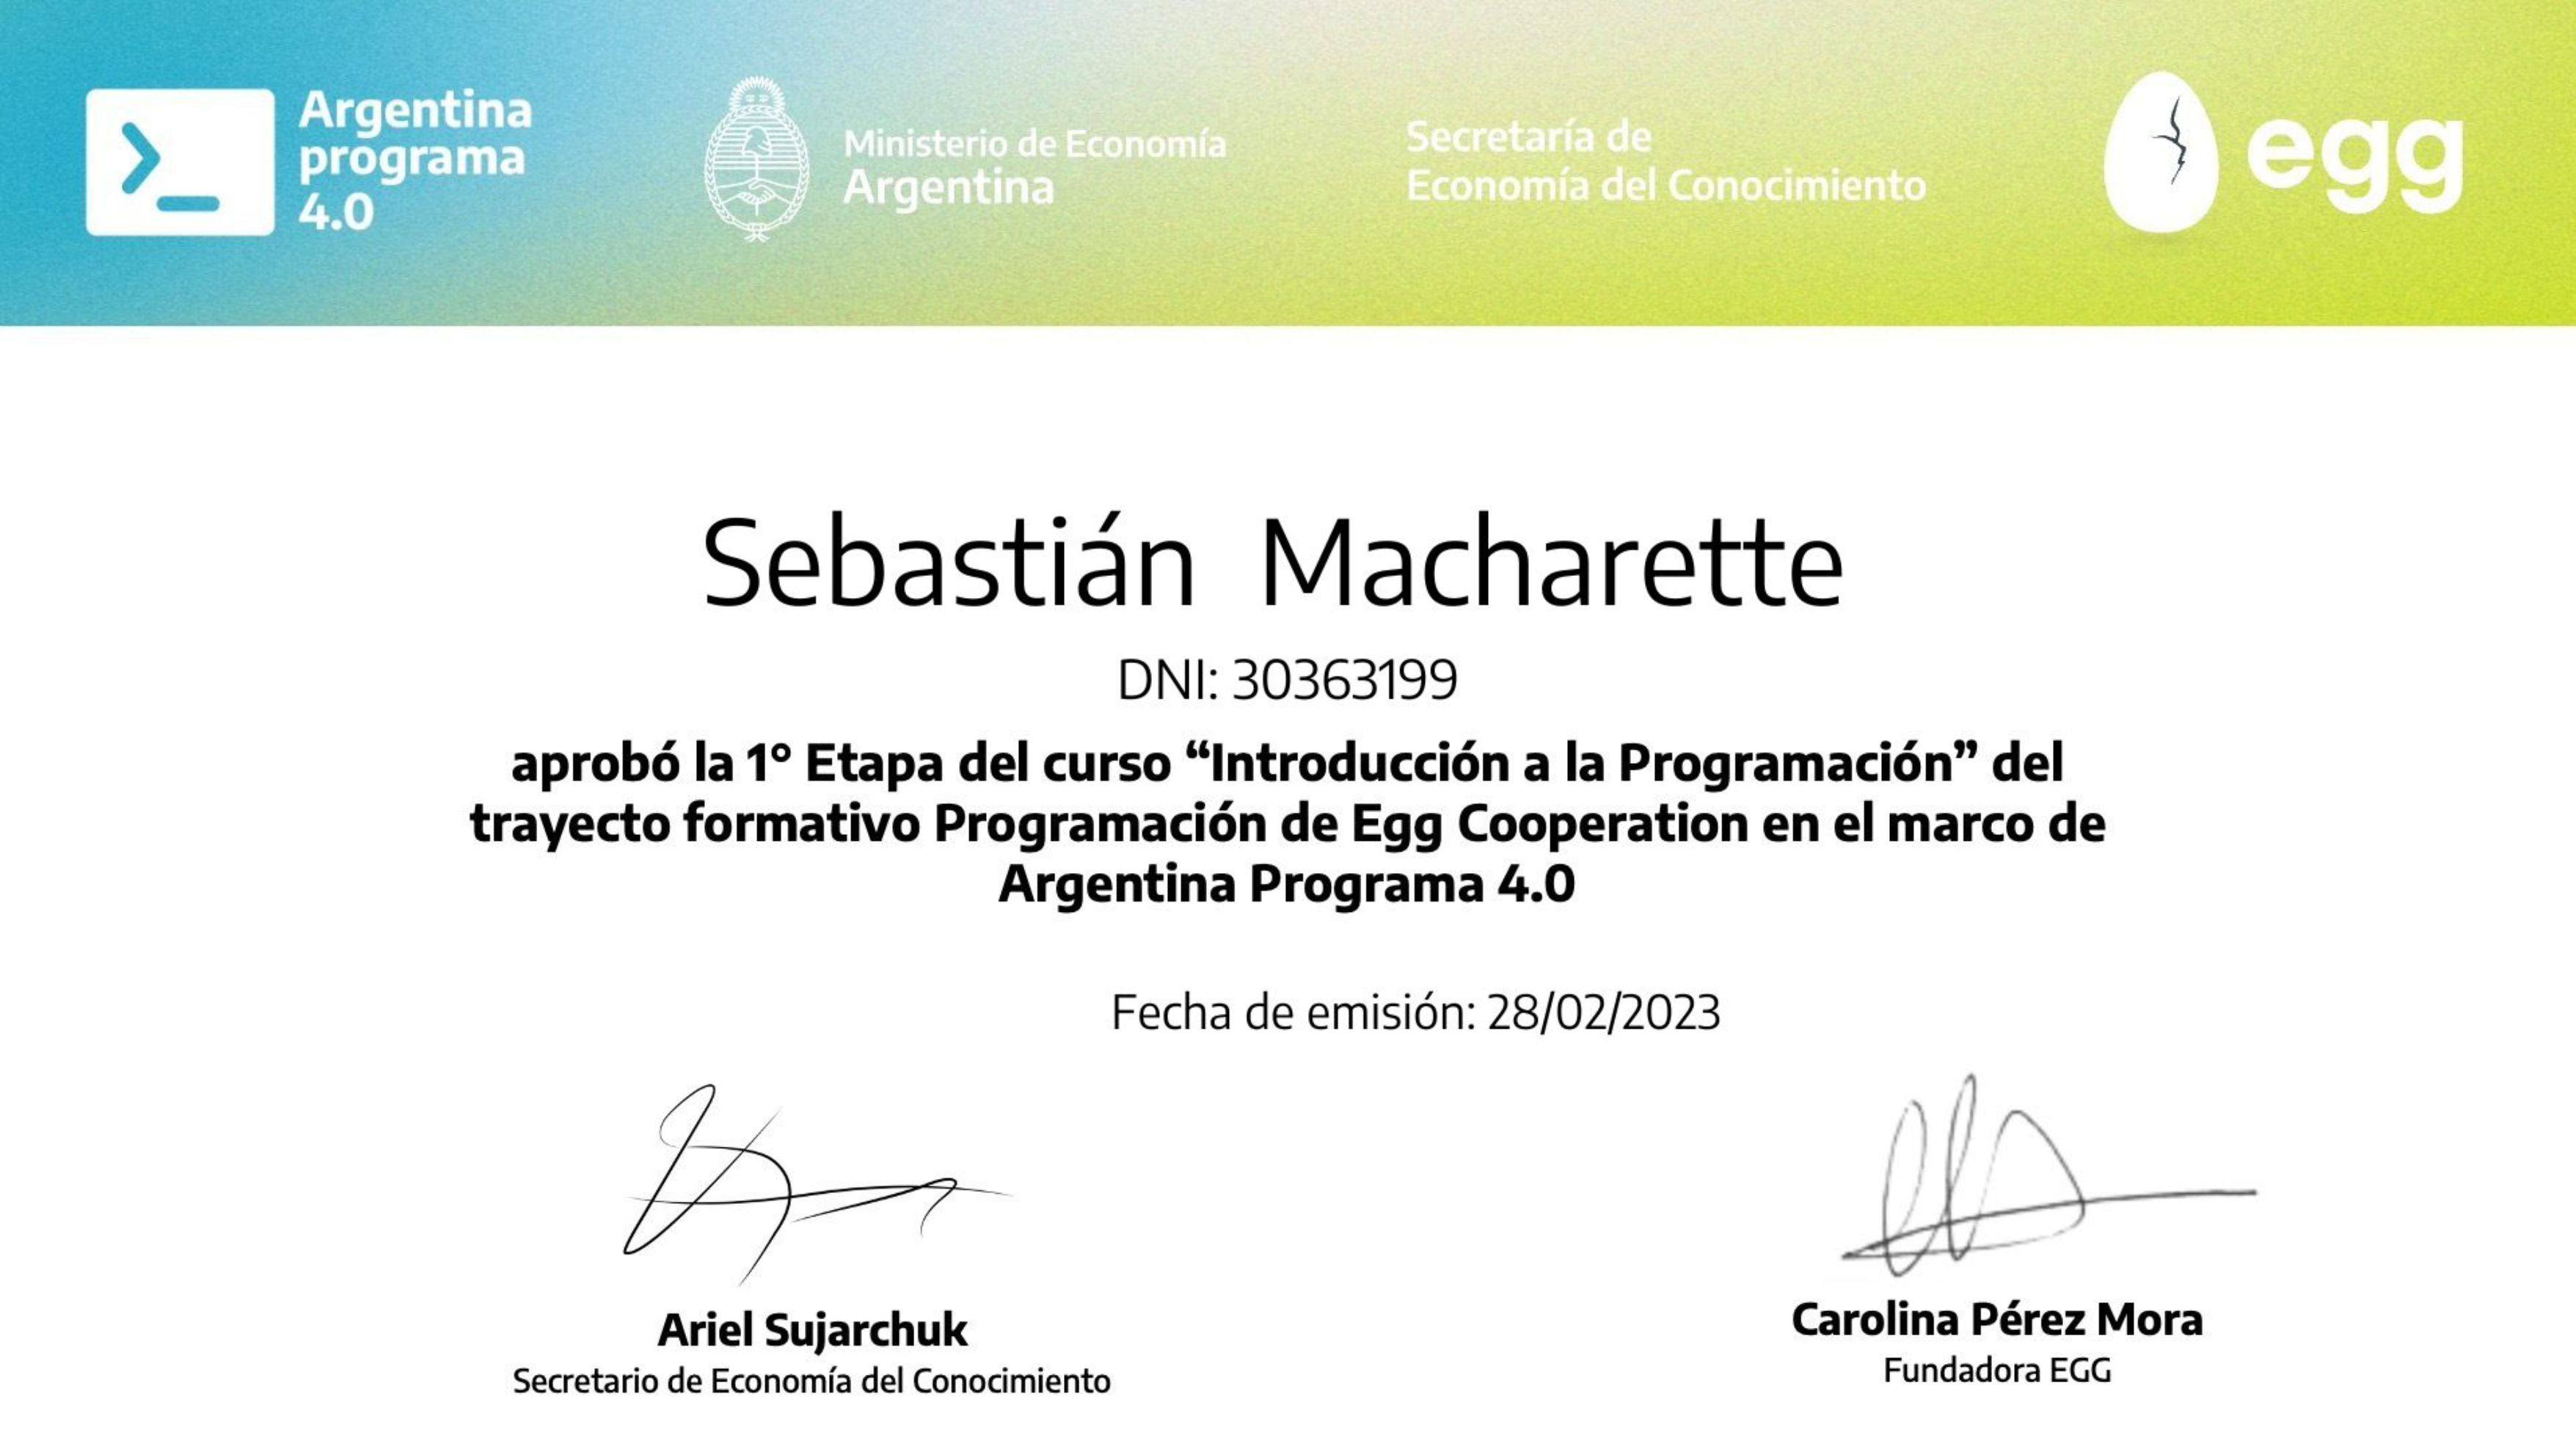 Argentina
programa
4.0
Ministerio de Economía
Argentina
Secretaría de
Economía del Conocimiento
egg
Sebastián Macharette
DNI: 30363199
aprobó la 1° Etapa del curso “Introducción a la Programación” del
trayecto formativo Programación de Egg Cooperation en el marco de
Argentina Programa 4.0
Fecha de emisión: 28/02/2023
Ariel Sujarchuk
Secretario de Economía del Conocimiento
Carolina Pérez Mora
Fundadora EGG